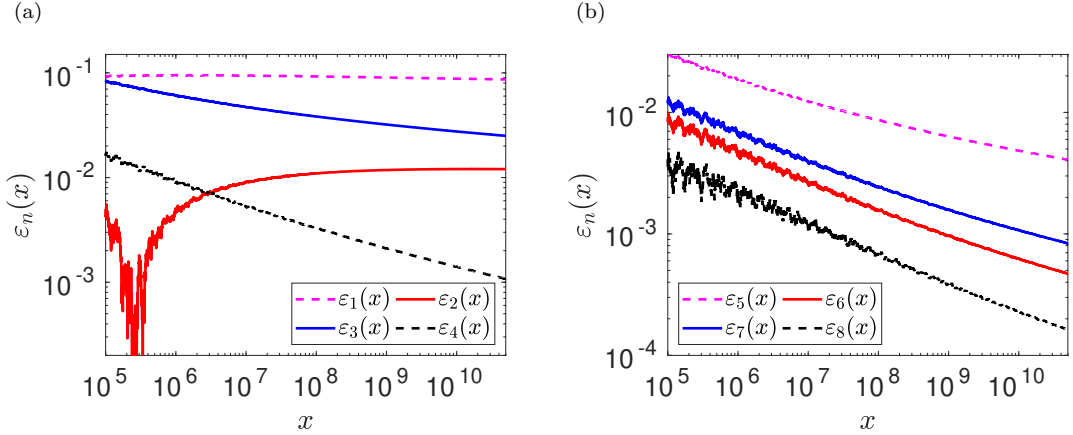 (a)
10^{-1}
10^{-2}
10^{-3}
ε_n(x)
ε_1(x) ε_2(x)
ε_3(x) ε_4(x)
10^5 10^6 10^7 10^8 10^9 10^{10}
x
(b)
10^{-2}
10^{-3}
10^{-4}
ε_n(x)
ε_5(x) ε_6(x)
ε_7(x) ε_8(x)
10^5 10^6 10^7 10^8 10^9 10^{10}
x